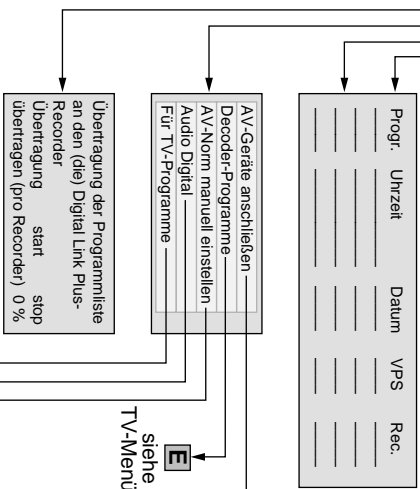 Progr. Uhrzeit Datum VPS Rec.
AV-Geräte anschließen
Decoder-Programme
AV-Norm manuell einstellen
Audio Digital
Für TV-Programme
E
siehe
TV-Menü
Übertragung der Programmliste
an den (die) Digital Link Plus-
Recorder
Übertragung start stop
übertragen (pro Recorder) 0 %